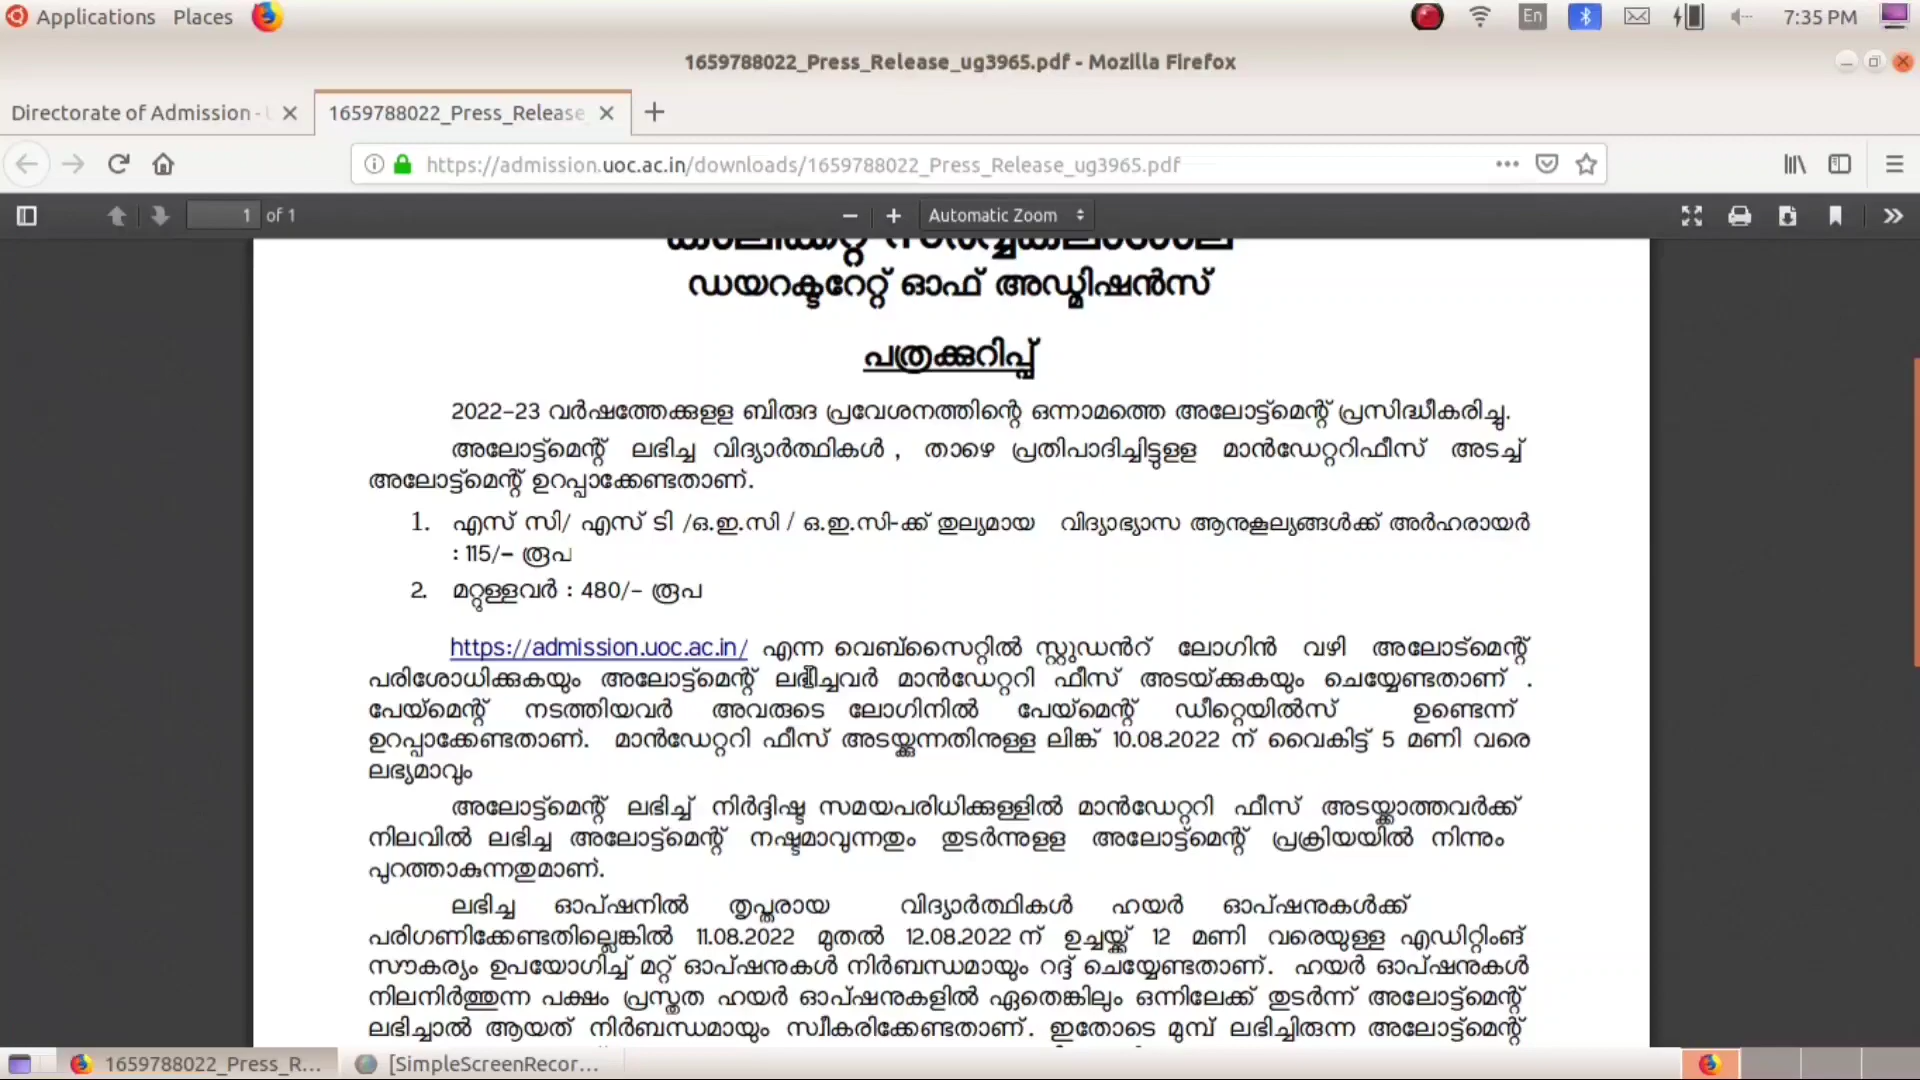 Applications Places En 7:35 PM
1659788022_Press_Release_ug3965.pdf - Mozilla Firefox
Directorate of Admission - 1659788022_Press_Release
https://admission.uoc.ac.in/downloads/1659788022_Press_Release_ug3965.pdf
1 of 1 Automatic Zoom
കാലിക്കറ്റ് സർവ്വകലാശാല
ഡയറക്ടറേറ്റ് ഓഫ് അഡ്മിഷൻസ്
പത്രക്കുറിപ്പ്
2022-23 വർഷത്തേക്കുളള ബിരുദ പ്രവേശനത്തിന്റെ ഒന്നാമത്തെ അലോട്ട്മെന്റ് പ്രസിദ്ധീകരിച്ചു.
അലോട്ട്മെന്റ് ലഭിച്ച വിദ്യാർത്ഥികൾ , താഴെ പ്രതിപാദിച്ചിട്ടുളള മാൻഡേറ്ററിഫീസ് അടച്ച്
അലോട്ട്മെന്റ് ഉറപ്പാക്കേണ്ടതാണ്.
1. എസ് സി/ എസ് ടി /ഒ.ഇ.സി / ഒ.ഇ.സി-ക്ക് തുല്യമായ വിദ്യാഭ്യാസ ആനുകൂല്യങ്ങൾക്ക് അർഹരായർ
: 115/- രൂപ
2. മറ്റുള്ളവർ : 480/- രൂപ
https://admission.uoc.ac.in/ എന്ന വെബ്സൈറ്റിൽ സ്റ്റുഡൻറ് ലോഗിൻ വഴി അലോട്മെന്റ്
പരിശോധിക്കുകയും അലോട്ട്മെന്റ് ലഭിച്ചവർ മാൻഡേറ്ററി ഫീസ് അടയ്ക്കുകയും ചെയ്യേണ്ടതാണ് .
പേയ്മെന്റ് നടത്തിയവർ അവരുടെ ലോഗിനിൽ പേയ്മെന്റ് ഡീറ്റെയിൽസ് ഉണ്ടെന്ന്
ഉറപ്പാക്കേണ്ടതാണ്. മാൻഡേറ്ററി ഫീസ് അടയ്ക്കുന്നതിനുള്ള ലിങ്ക് 10.08.2022 ന് വൈകിട്ട് 5 മണി വരെ
ലഭ്യമാവും
അലോട്ട്മെന്റ് ലഭിച്ച് നിർദ്ദിഷ്ട സമയപരിധിക്കുള്ളിൽ മാൻഡേറ്ററി ഫീസ് അടയ്ക്കാത്തവർക്ക്
നിലവിൽ ലഭിച്ച അലോട്ട്മെന്റ് നഷ്ടമാവുന്നതും തുടർന്നുളള അലോട്ട്മെന്റ് പ്രക്രിയയിൽ നിന്നും
പുറത്താകുന്നതുമാണ്.
ലഭിച്ച ഓപ്ഷനിൽ തൃപ്തരായ വിദ്യാർത്ഥികൾ ഹയർ ഓപ്ഷനുകൾക്ക്
പരിഗണിക്കേണ്ടതില്ലെങ്കിൽ 11.08.2022 മുതൽ 12.08.2022 ന് ഉച്ചയ്ക്ക് 12 മണി വരെയുള്ള എഡിറ്റിംങ്
സൗകര്യം ഉപയോഗിച്ച് മറ്റ് ഓപ്ഷനുകൾ നിർബന്ധമായും റദ്ദ് ചെയ്യേണ്ടതാണ്. ഹയർ ഓപ്ഷനുകൾ
നിലനിർത്തുന്ന പക്ഷം പ്രസ്തുത ഹയർ ഓപ്ഷനുകളിൽ ഏതെങ്കിലും ഒന്നിലേക്ക് തുടർന്ന് അലോട്ട്മെന്റ്
ലഭിച്ചാൽ ആയത് നിർബന്ധമായും സ്വീകരിക്കേണ്ടതാണ്. ഇതോടെ മുമ്പ് ലഭിച്ചിരുന്ന അലോട്ട്മെന്റ്
1659788022_Press_R... [SimpleScreenRecor...